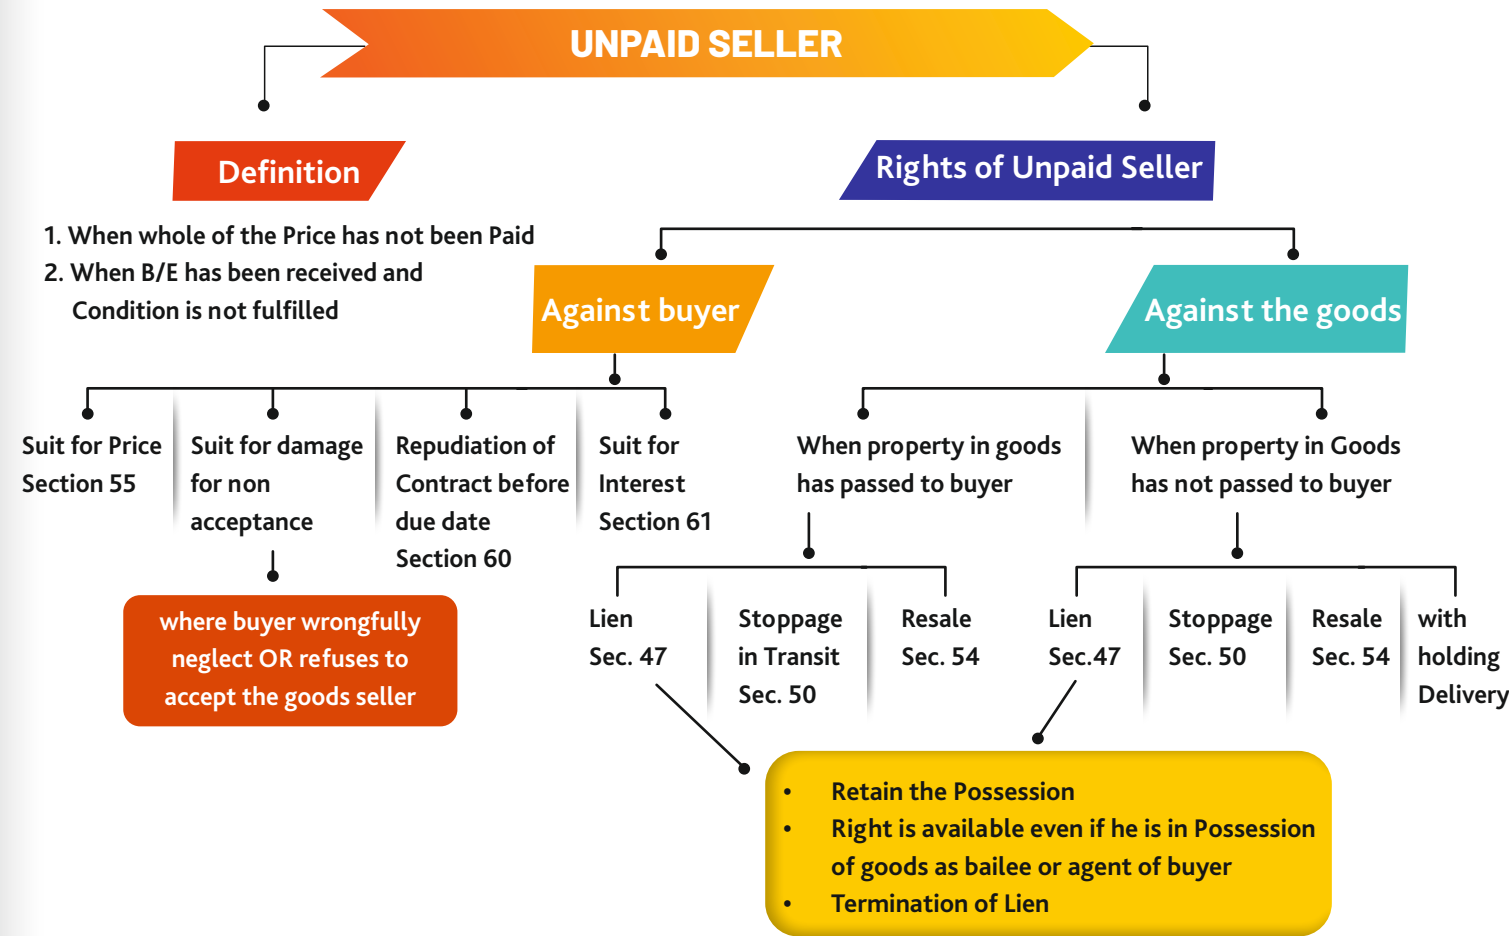 UNPAID SELLER
Definition
1. When whole of the Price has not been Paid
2. When B/E has been received and
Condition is not fulfilled
Rights of Unpaid Seller
Against buyer
Suit for Price
Section 55
Suit for damage
for non
acceptance
where buyer wrongfully
neglect OR refuses to
accept the goods seller
Repudiation of
Contract before
due date
Section 60
Suit for
Interest
Section 61
Against the goods
When property in goods
has passed to buyer
Lien
Sec. 47
Stoppage
in Transit
Sec. 50
Resale
Sec. 54
When property in Goods
has not passed to buyer
Lien
Sec.47
Stoppage
Sec. 50
Resale
Sec. 54
with
holding
Delivery
• Retain the Possession
• Right is available even if he is in Possession
of goods as bailee or agent of buyer
• Termination of Lien